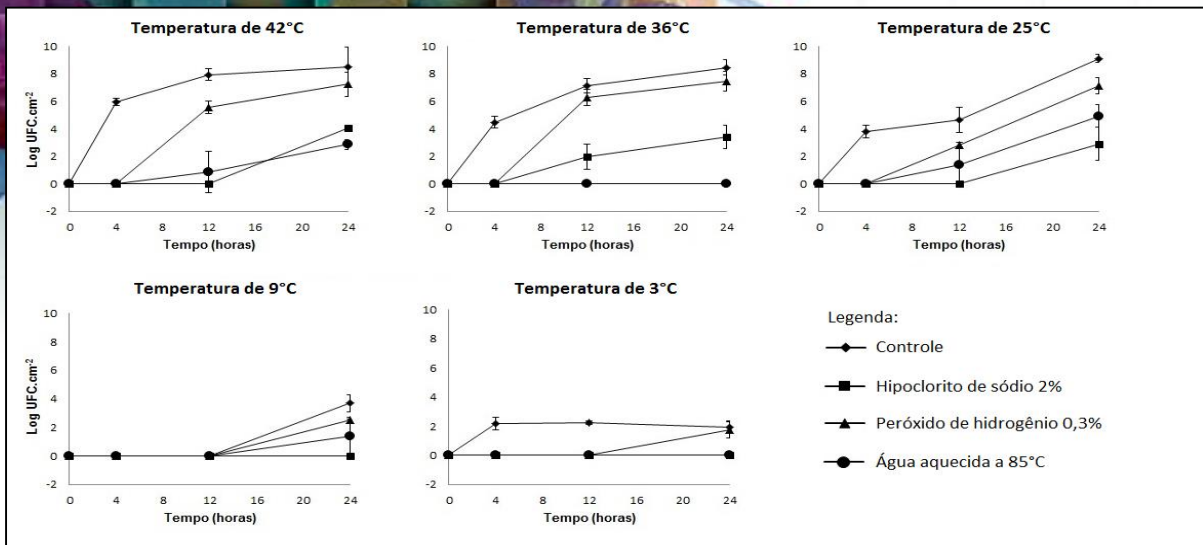 Temperatura de 42°C
Log UFC.cm-2
10
8
6
4
2
0
-2
0 4 8 12 16 20 24
Tempo (horas)
Temperatura de 36°C
10
8
6
4
2
0
-2
0 4 8 12 16 20 24
Tempo (horas)
Temperatura de 25°C
10
8
6
4
2
0
-2
0 4 8 12 16 20 24
Tempo (horas)
Temperatura de 9°C
Log UFC.cm-2
10
8
6
4
2
0
-2
0 4 8 12 16 20 24
Tempo (horas)
Temperatura de 3°C
10
8
6
4
2
0
-2
0 4 8 12 16 20 24
Tempo (horas)
Legenda:
Controle
Hipoclorito de sódio 2%
Peróxido de hidrogênio 0,3%
Água aquecida a 85°C